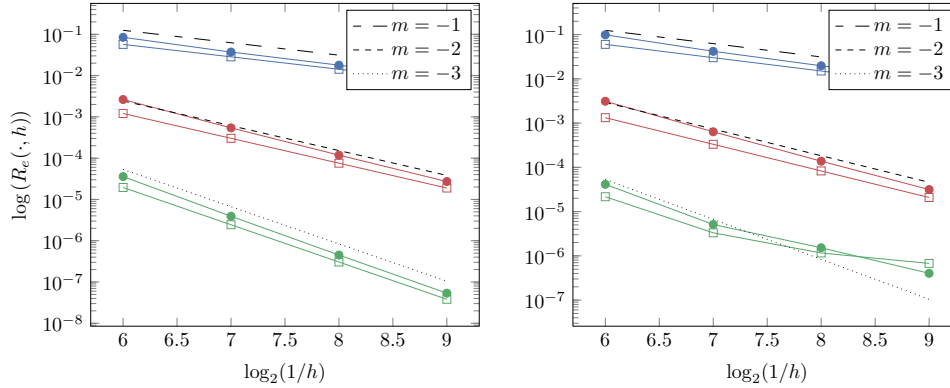 10⁻¹
10⁻²
10⁻³
10⁻⁴
10⁻⁵
10⁻⁶
10⁻⁷
10⁻⁸
log (R_e(·, h))
m = −1
m = −2
m = −3
6 6.5 7 7.5 8 8.5 9
log₂(1/h)
10⁻¹
10⁻²
10⁻³
10⁻⁴
10⁻⁵
10⁻⁶
10⁻⁷
m = −1
m = −2
m = −3
6 6.5 7 7.5 8 8.5 9
log₂(1/h)